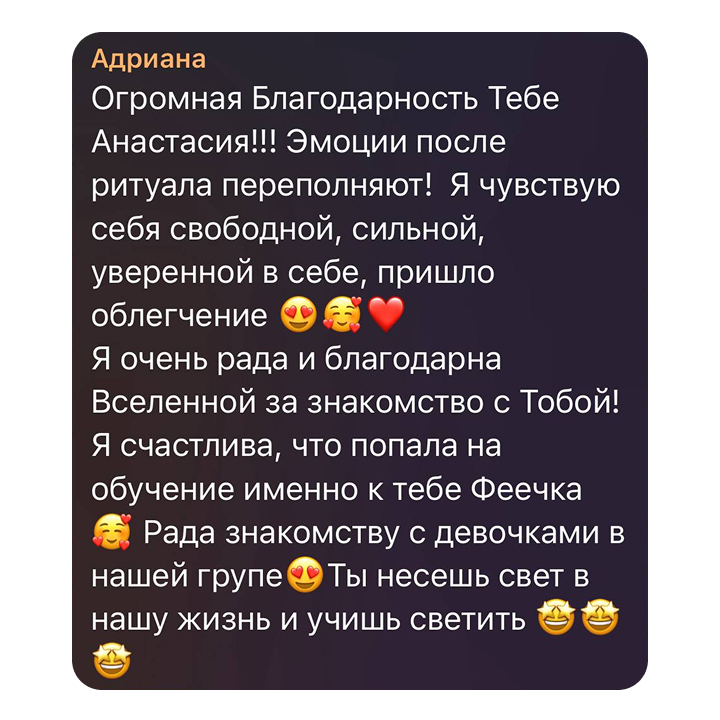 Адриана
Огромная Благодарность Тебе
Анастасия!!! Эмоции после
ритуала переполняют!  Я чувствую
себя свободной, сильной,
уверенной в себе, пришло
облегчение 😍🥰❤️
Я очень рада и благодарна
Вселенной за знакомство с Тобой!
Я счастлива, что попала на
обучение именно к тебе Феечка
🥰 Рада знакомству с девочками в
нашей групе😍Ты несешь свет в
нашу жизнь и учишь светить 🤩🤩
🤩